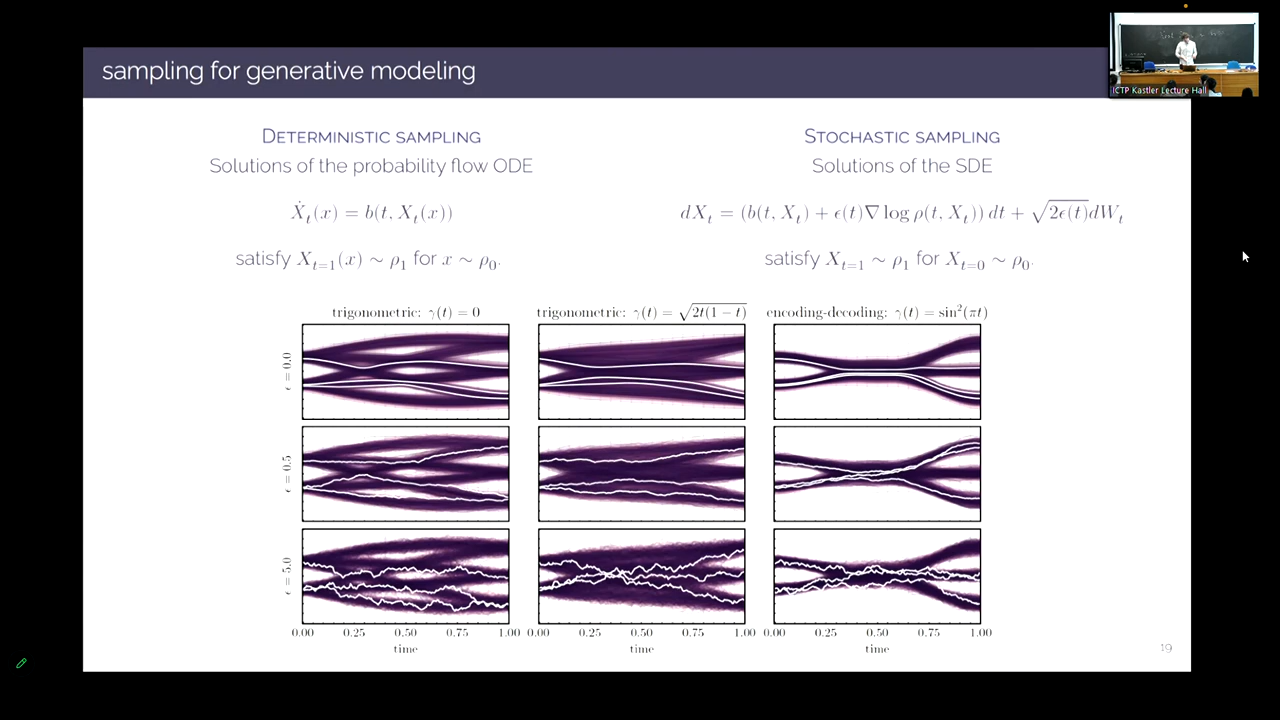 sampling for generative modeling
ICTP Kastler Lecture Hall
DETERMINISTIC SAMPLING
Solutions of the probability flow ODE
Ẋ_t(x) = b(t, X_t(x))
satisfy X_{t=1}(x) ∼ ρ_1 for x ∼ ρ_0.
STOCHASTIC SAMPLING
Solutions of the SDE
dX_t = (b(t, X_t) + ϵ(t)∇ log ρ(t, X_t)) dt + √2ϵ(t)dW_t
satisfy X_{t=1} ∼ ρ_1 for X_{t=0} ∼ ρ_0.
trigonometric: γ(t) = 0
trigonometric: γ(t) = √2t(1 − t)
encoding-decoding: γ(t) = sin²(πt)
ϵ = 0.0
ϵ = 0.5
ϵ = 5.0
0.00 0.25 0.50 0.75 1.00 0.00 0.25 0.50 0.75 1.00 0.00 0.25 0.50 0.75 1.00
time time time
19